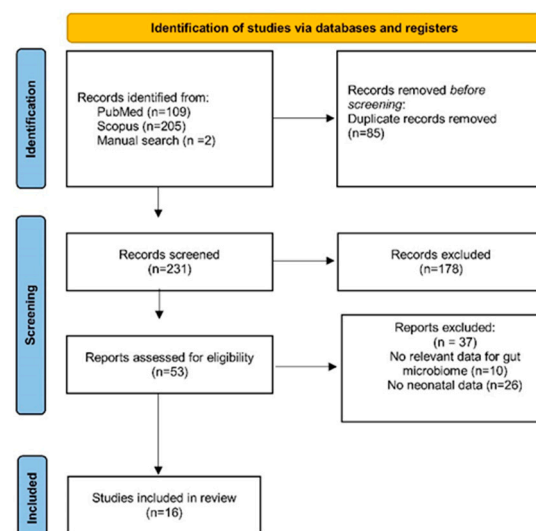 Identification of studies via databases and registers
Identification
Records identified from:
PubMed (n=109)
Scopus (n=205)
Manual search (n =2)
Records removed before
screening:
Duplicate records removed
(n=85)
Screening
Records screened
(n=231)
Records excluded
(n=178)
Reports assessed for eligibility
(n=53)
Reports excluded:
(n = 37)
No relevant data for gut
microbiome (n=10)
No neonatal data (n=26)
Included
Studies included in review
(n=16)